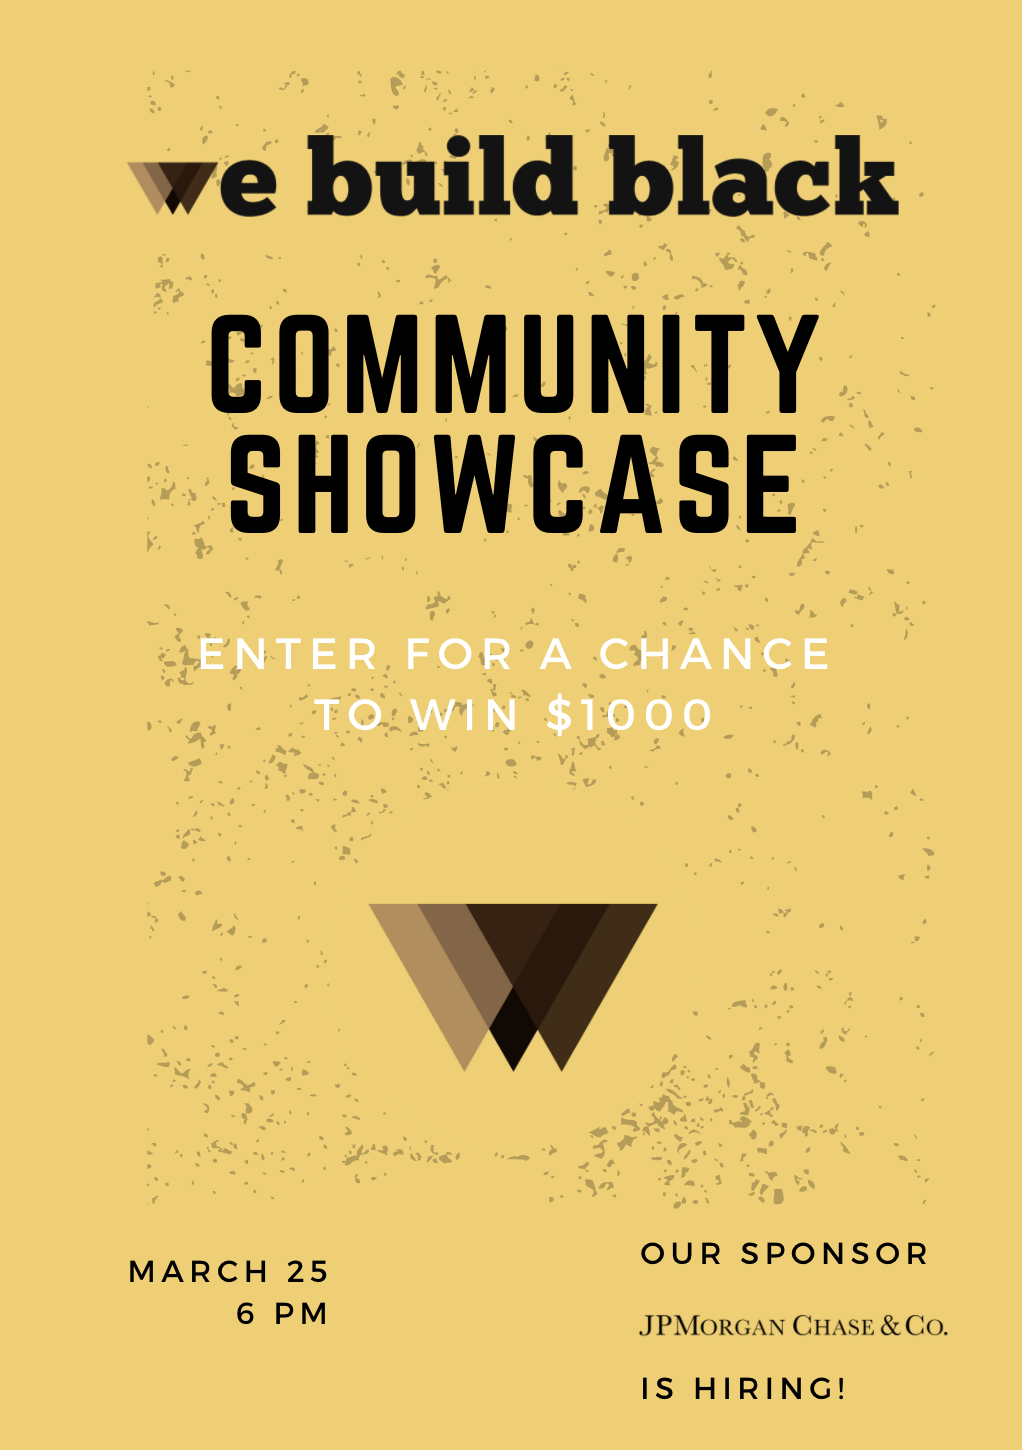 we build black
COMMUNITY
SHOWCASE
ENTER FOR A CHANCE
TO WIN $1000
MARCH 25
6 PM
OUR SPONSOR
JPMORGAN CHASE & CO.
IS HIRING!